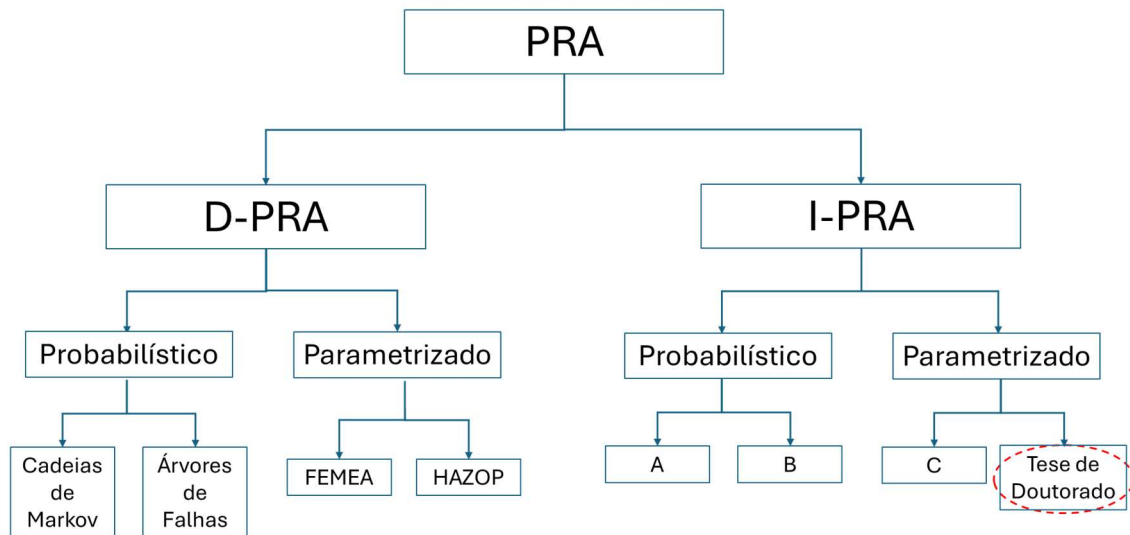 PRA
D-PRA
I-PRA
Probabilístico
Parametrizado
Probabilístico
Parametrizado
Cadeias
de
Markov
Árvores
de
Falhas
FEMEA
HAZOP
A
B
C
Tese de
Doutorado